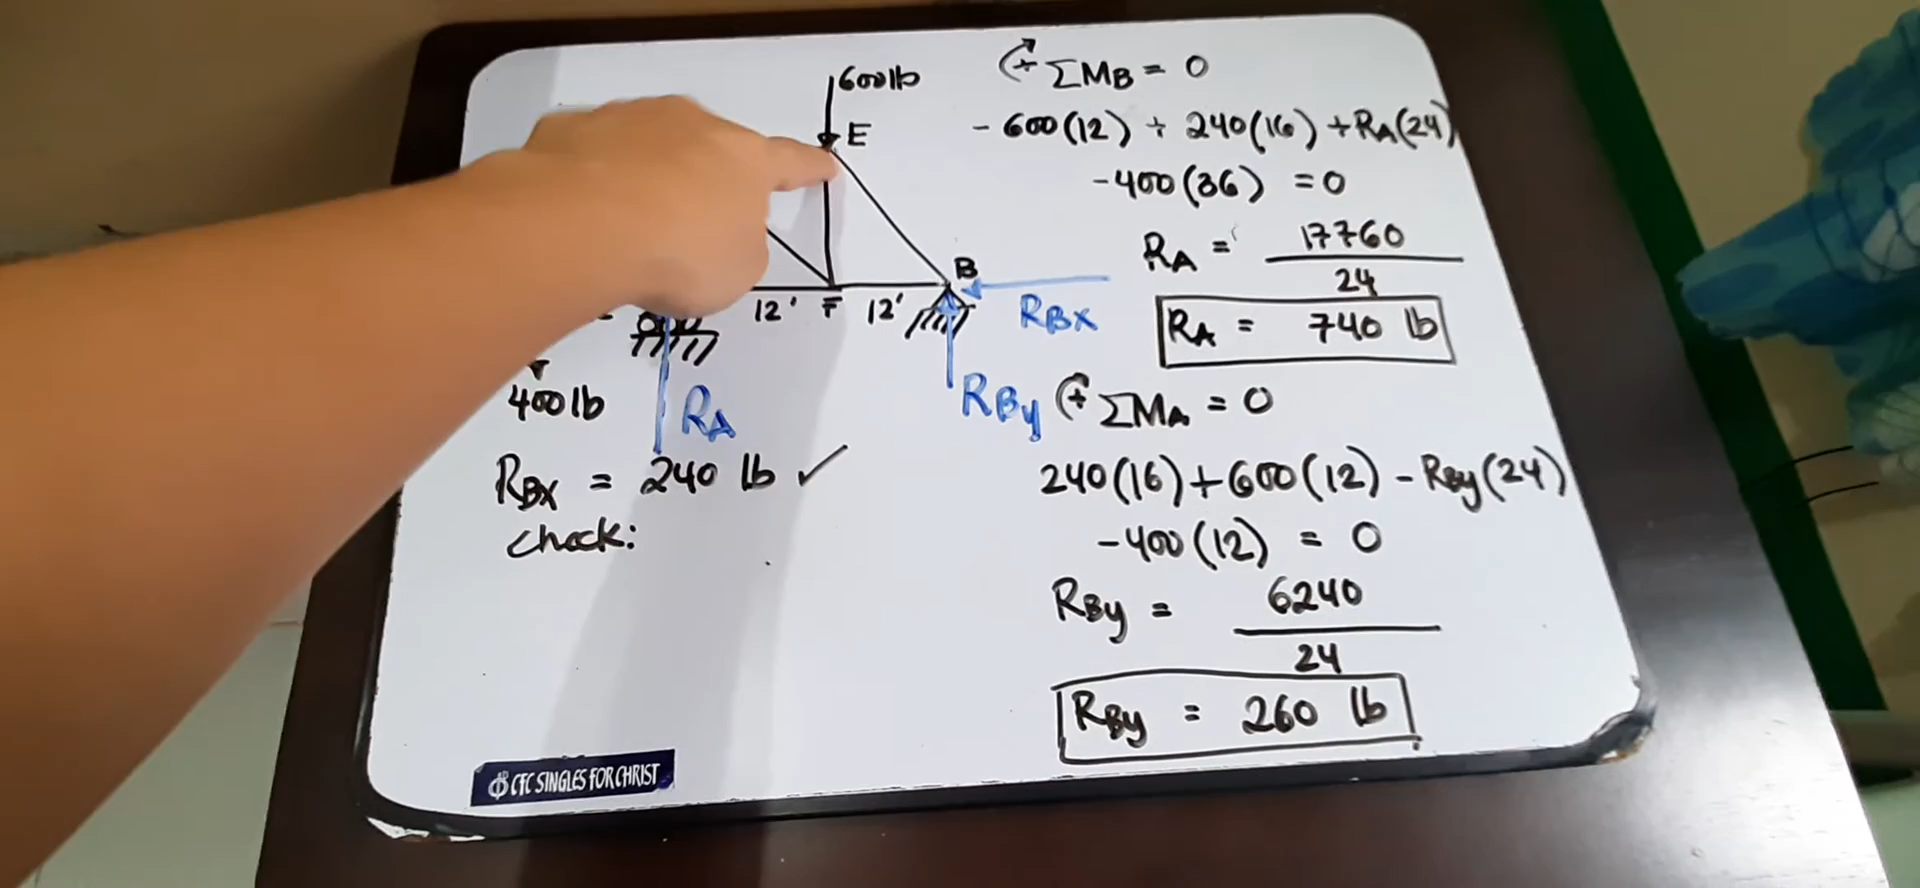 600lb
E
12'
F
12'
B
RBX
400lb
RA
RBy
RBX = 240 lb ✓
check:
+ ΣMB = 0
- 600(12) + 240(16) + RA(24)
-400(36) = 0
RA = 17760
24
RA = 740 lb
+ ΣMA = 0
240(16)+600(12) - RBy(24)
-400(12) = 0
RBy = 6240
24
RBy = 260 lb
CFC SINGLES FOR CHRIST